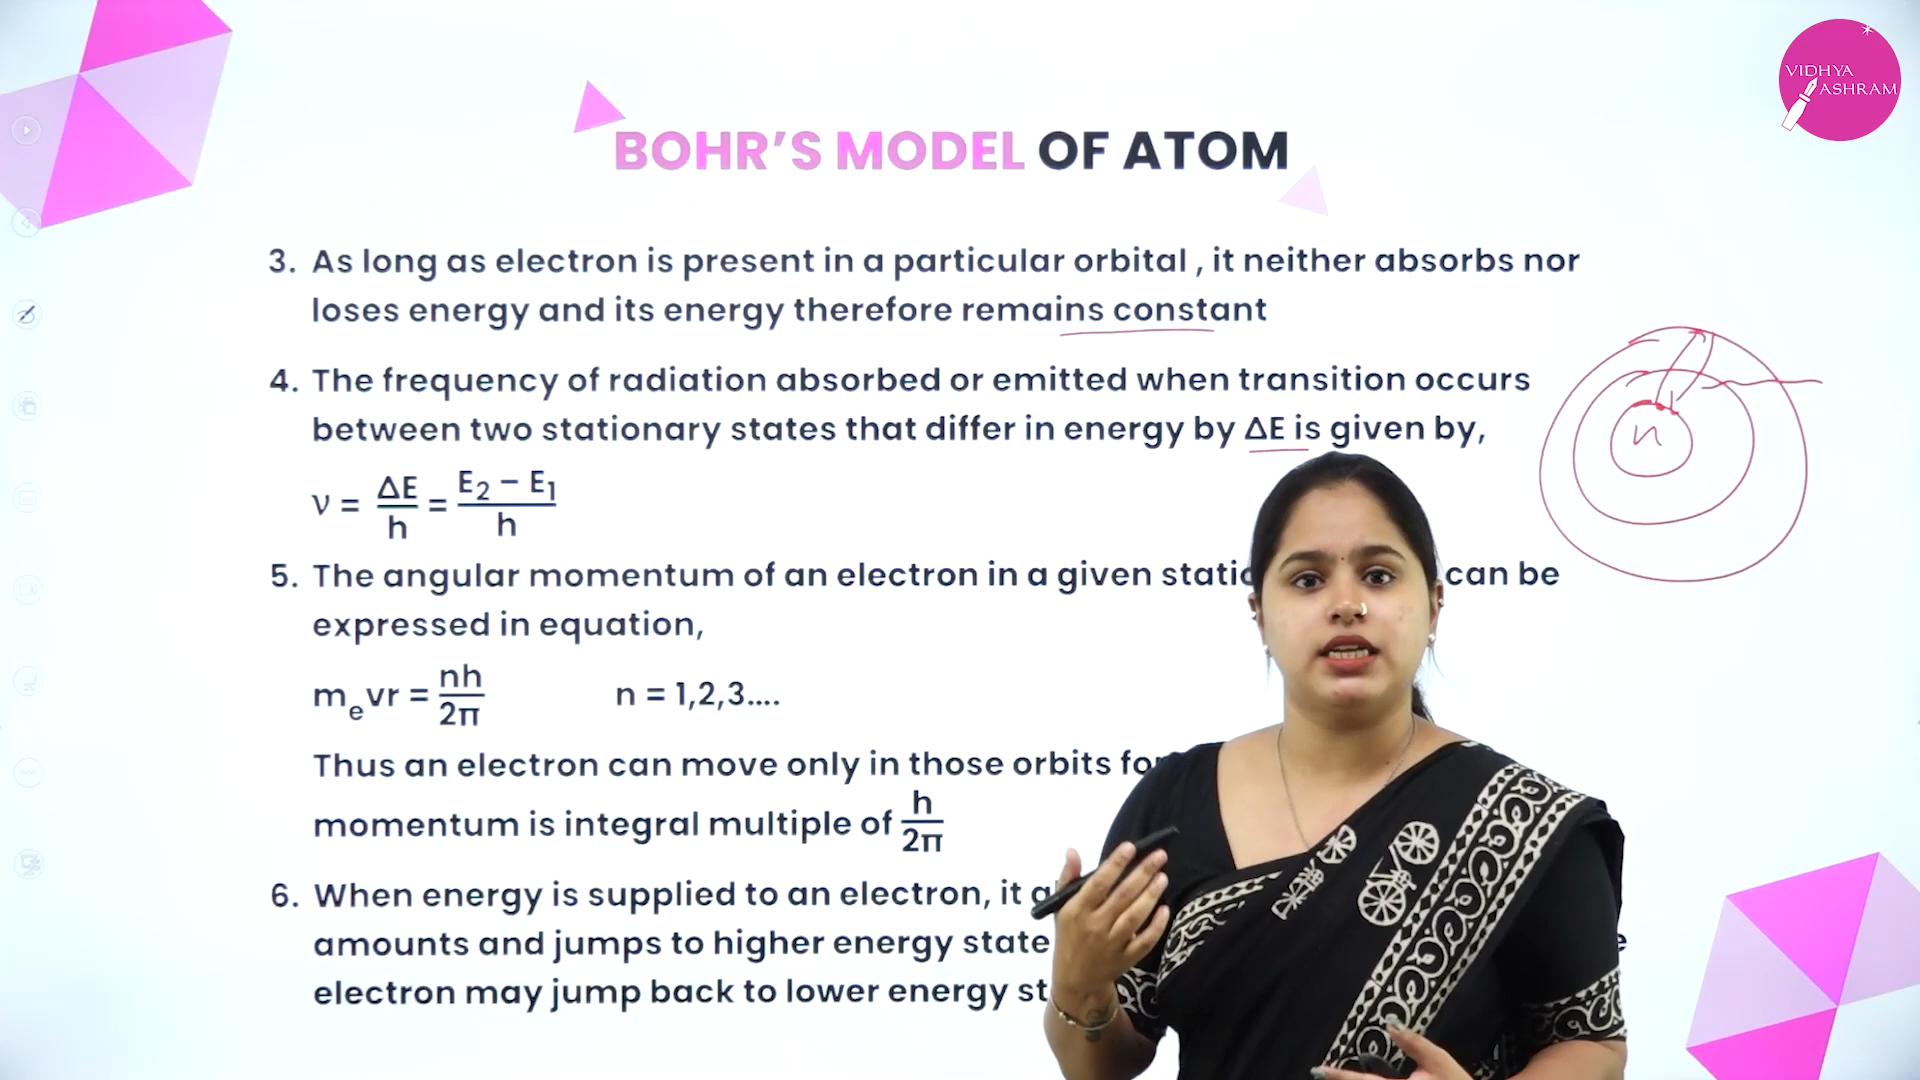 VIDHYA
ASHRAM
BOHR’S MODEL OF ATOM
3. As long as electron is present in a particular orbital , it neither absorbs nor
loses energy and its energy therefore remains constant
4. The frequency of radiation absorbed or emitted when transition occurs
between two stationary states that differ in energy by ΔE is given by,
ν = ΔE/h = E₂ − E₁/h
n
5. The angular momentum of an electron in a given can be
expressed in equation,
mₑvr = nh/2π n = 1,2,3....
Thus an electron can move only in those orbits
momentum is integral multiple of h/2π
6. When energy is supplied to an electron, it
amounts and jumps to higher energy state
electron may jump back to lower energy